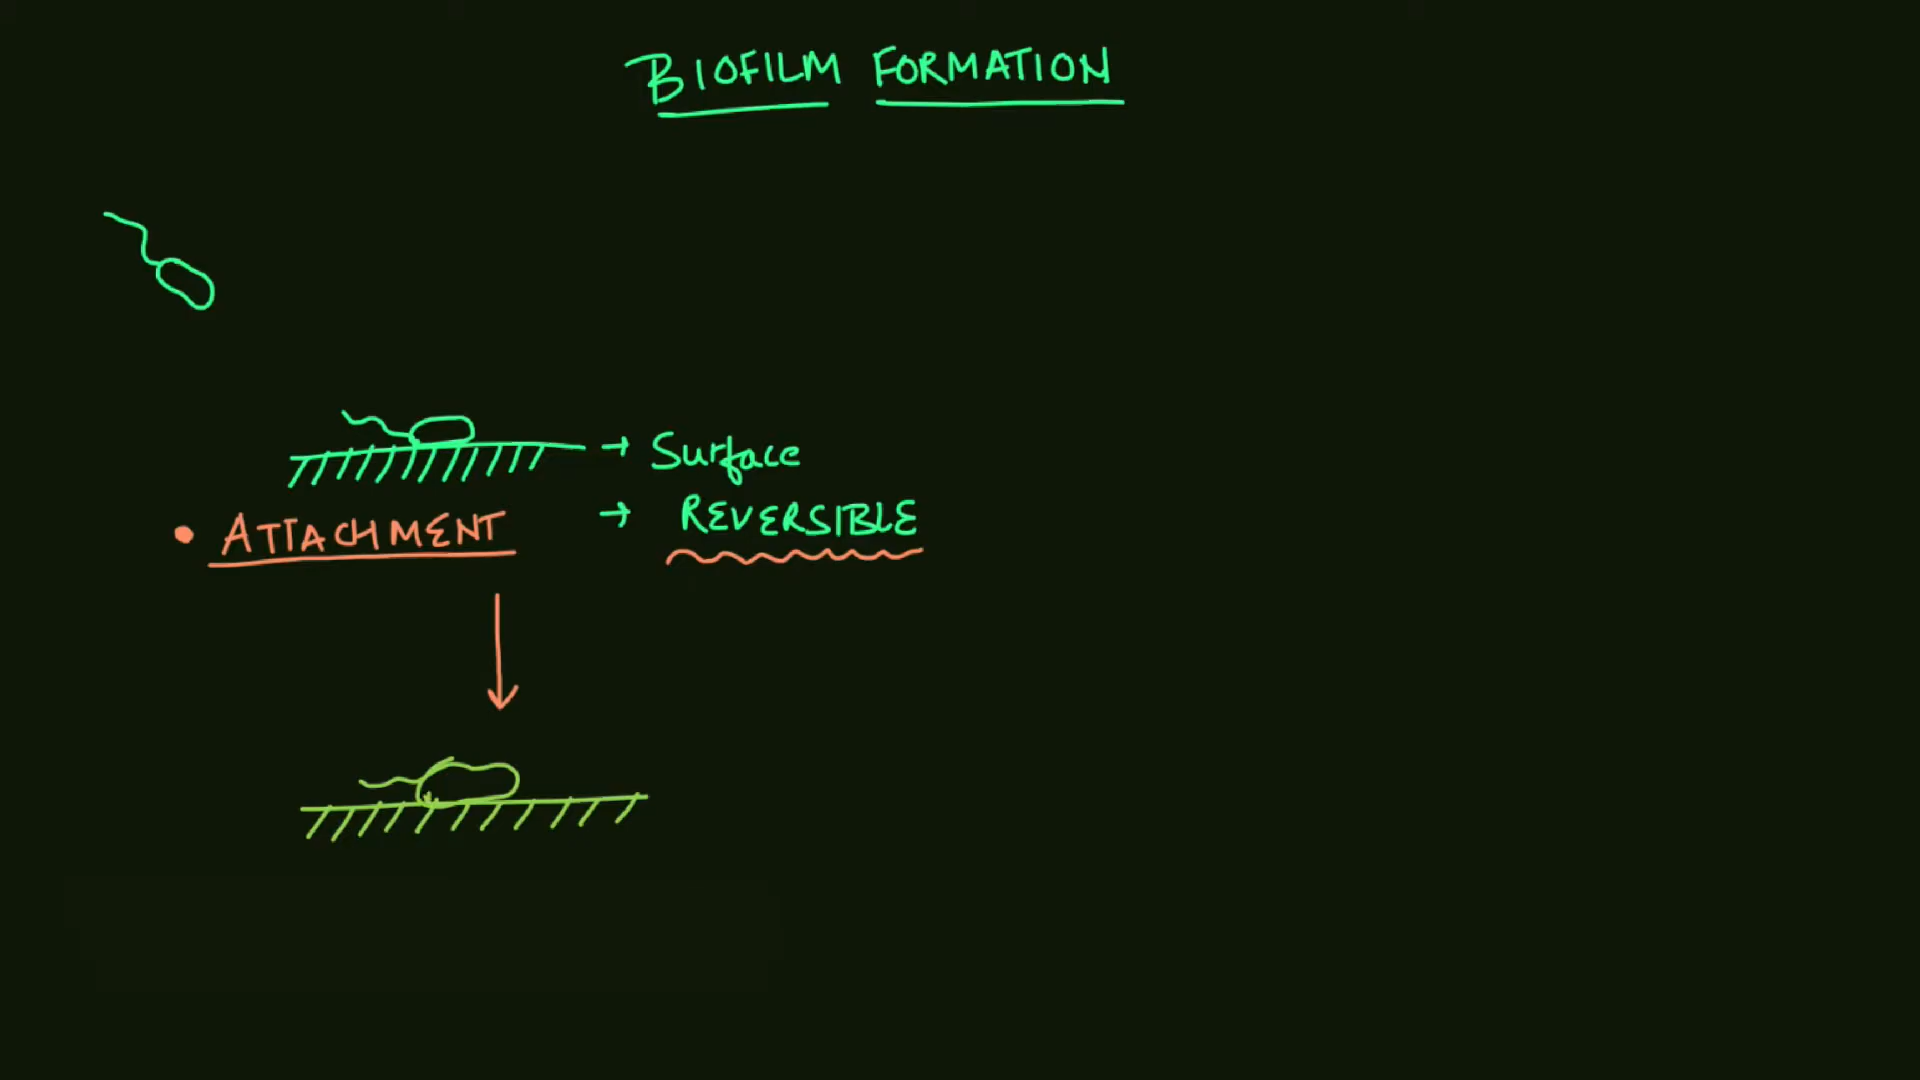 BIOFILM FORMATION
→ Surface
• ATTACHMENT → REVERSIBLE